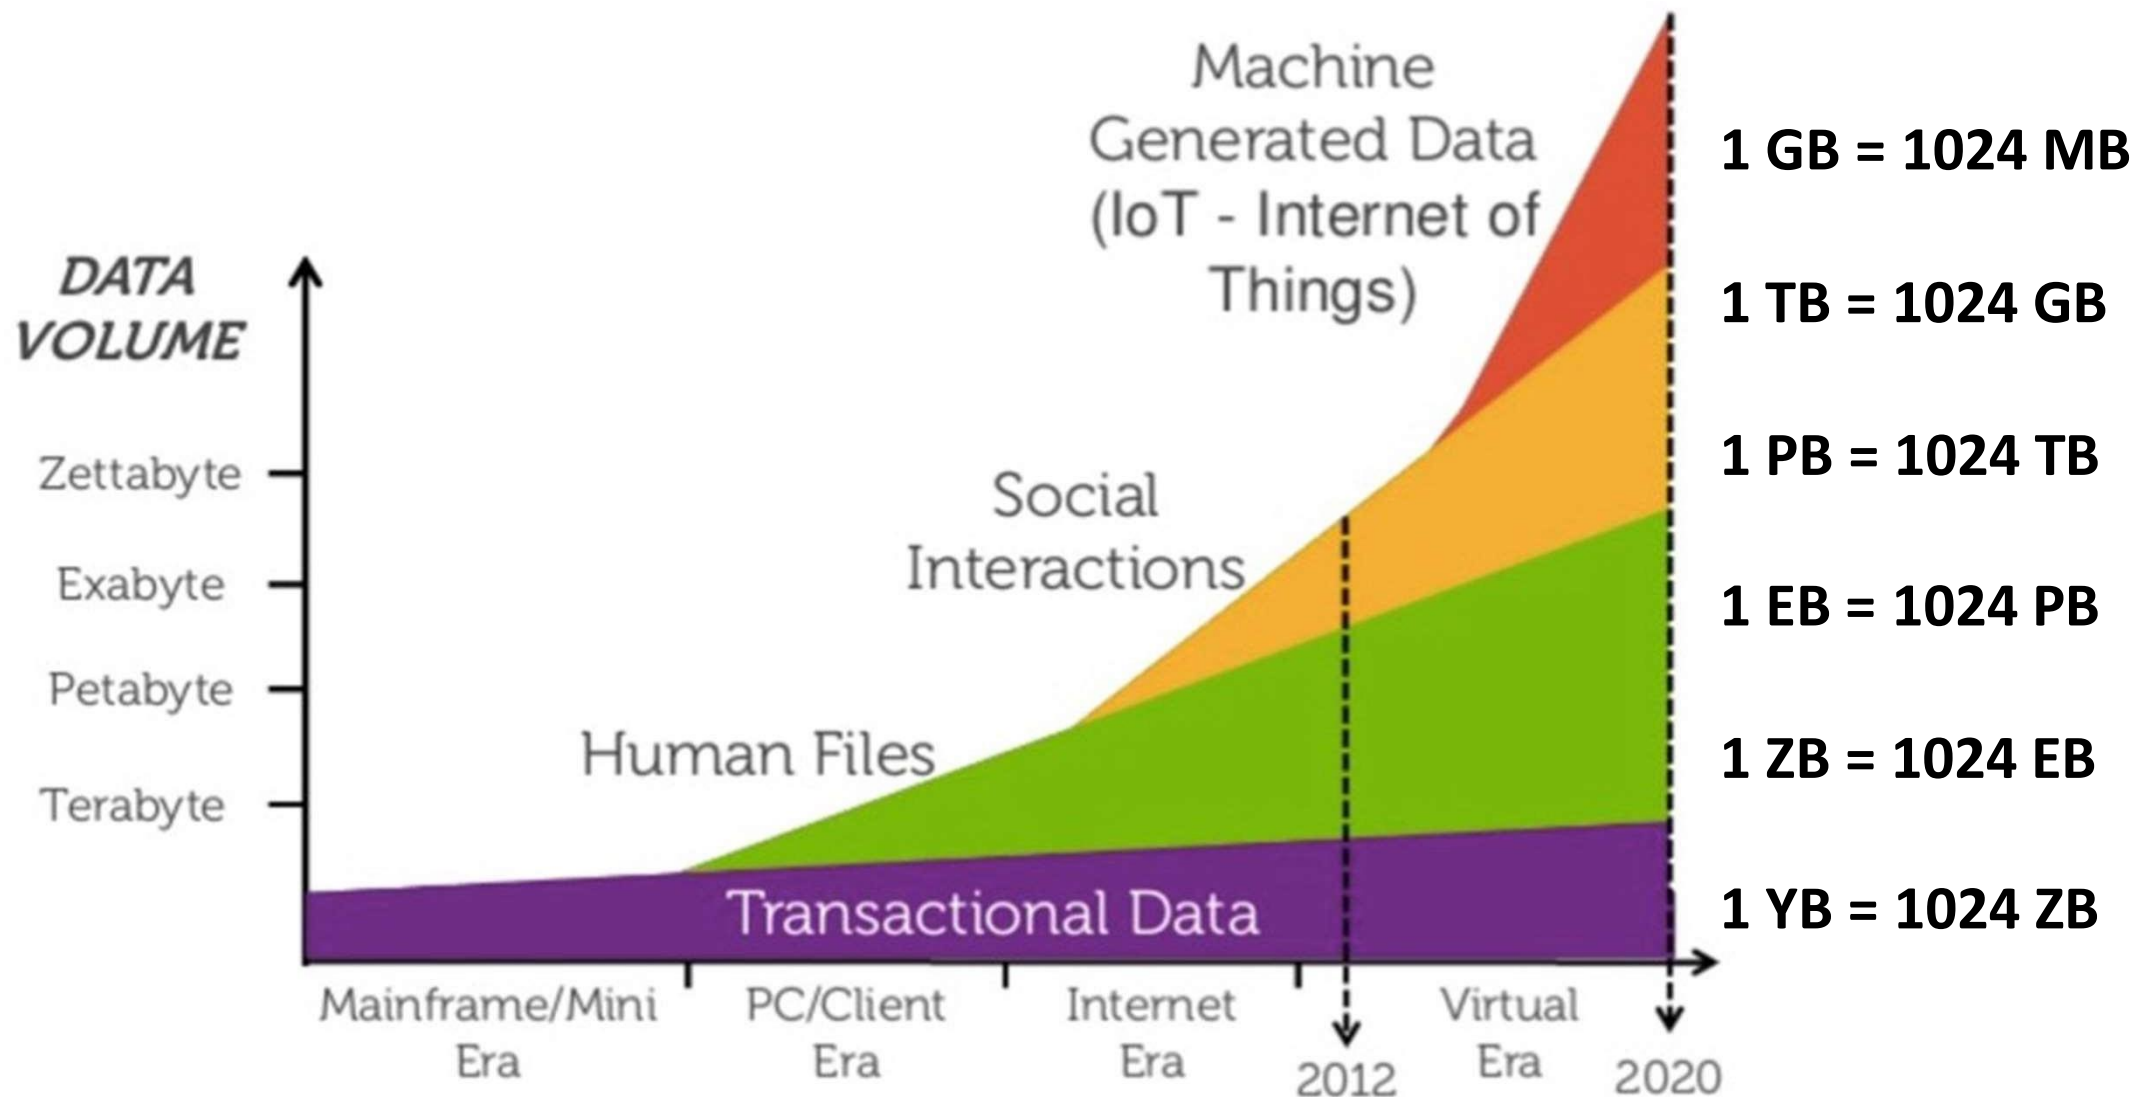 Machine
Generated Data
(IoT - Internet of
Things)
DATA
VOLUME
Zettabyte
Exabyte
Petabyte
Terabyte
Social
Interactions
Human Files
Transactional Data
Mainframe/Mini
Era
PC/Client
Era
Internet
Era
2012
Virtual
Era
2020
1 GB = 1024 MB
1 TB = 1024 GB
1 PB = 1024 TB
1 EB = 1024 PB
1 ZB = 1024 EB
1 YB = 1024 ZB